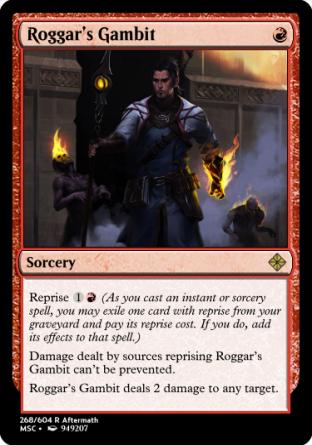 Roggar's Gambit
Sorcery
Reprise 1 (As you cast an instant or sorcery
spell, you may exile one card with reprise from your
graveyard and pay its reprise cost. If you do, add
its effects to that spell.)
Damage dealt by sources reprising Roggar's
Gambit can't be prevented.
Roggar's Gambit deals 2 damage to any target.
268/604 R Aftermath
MSC • 949207